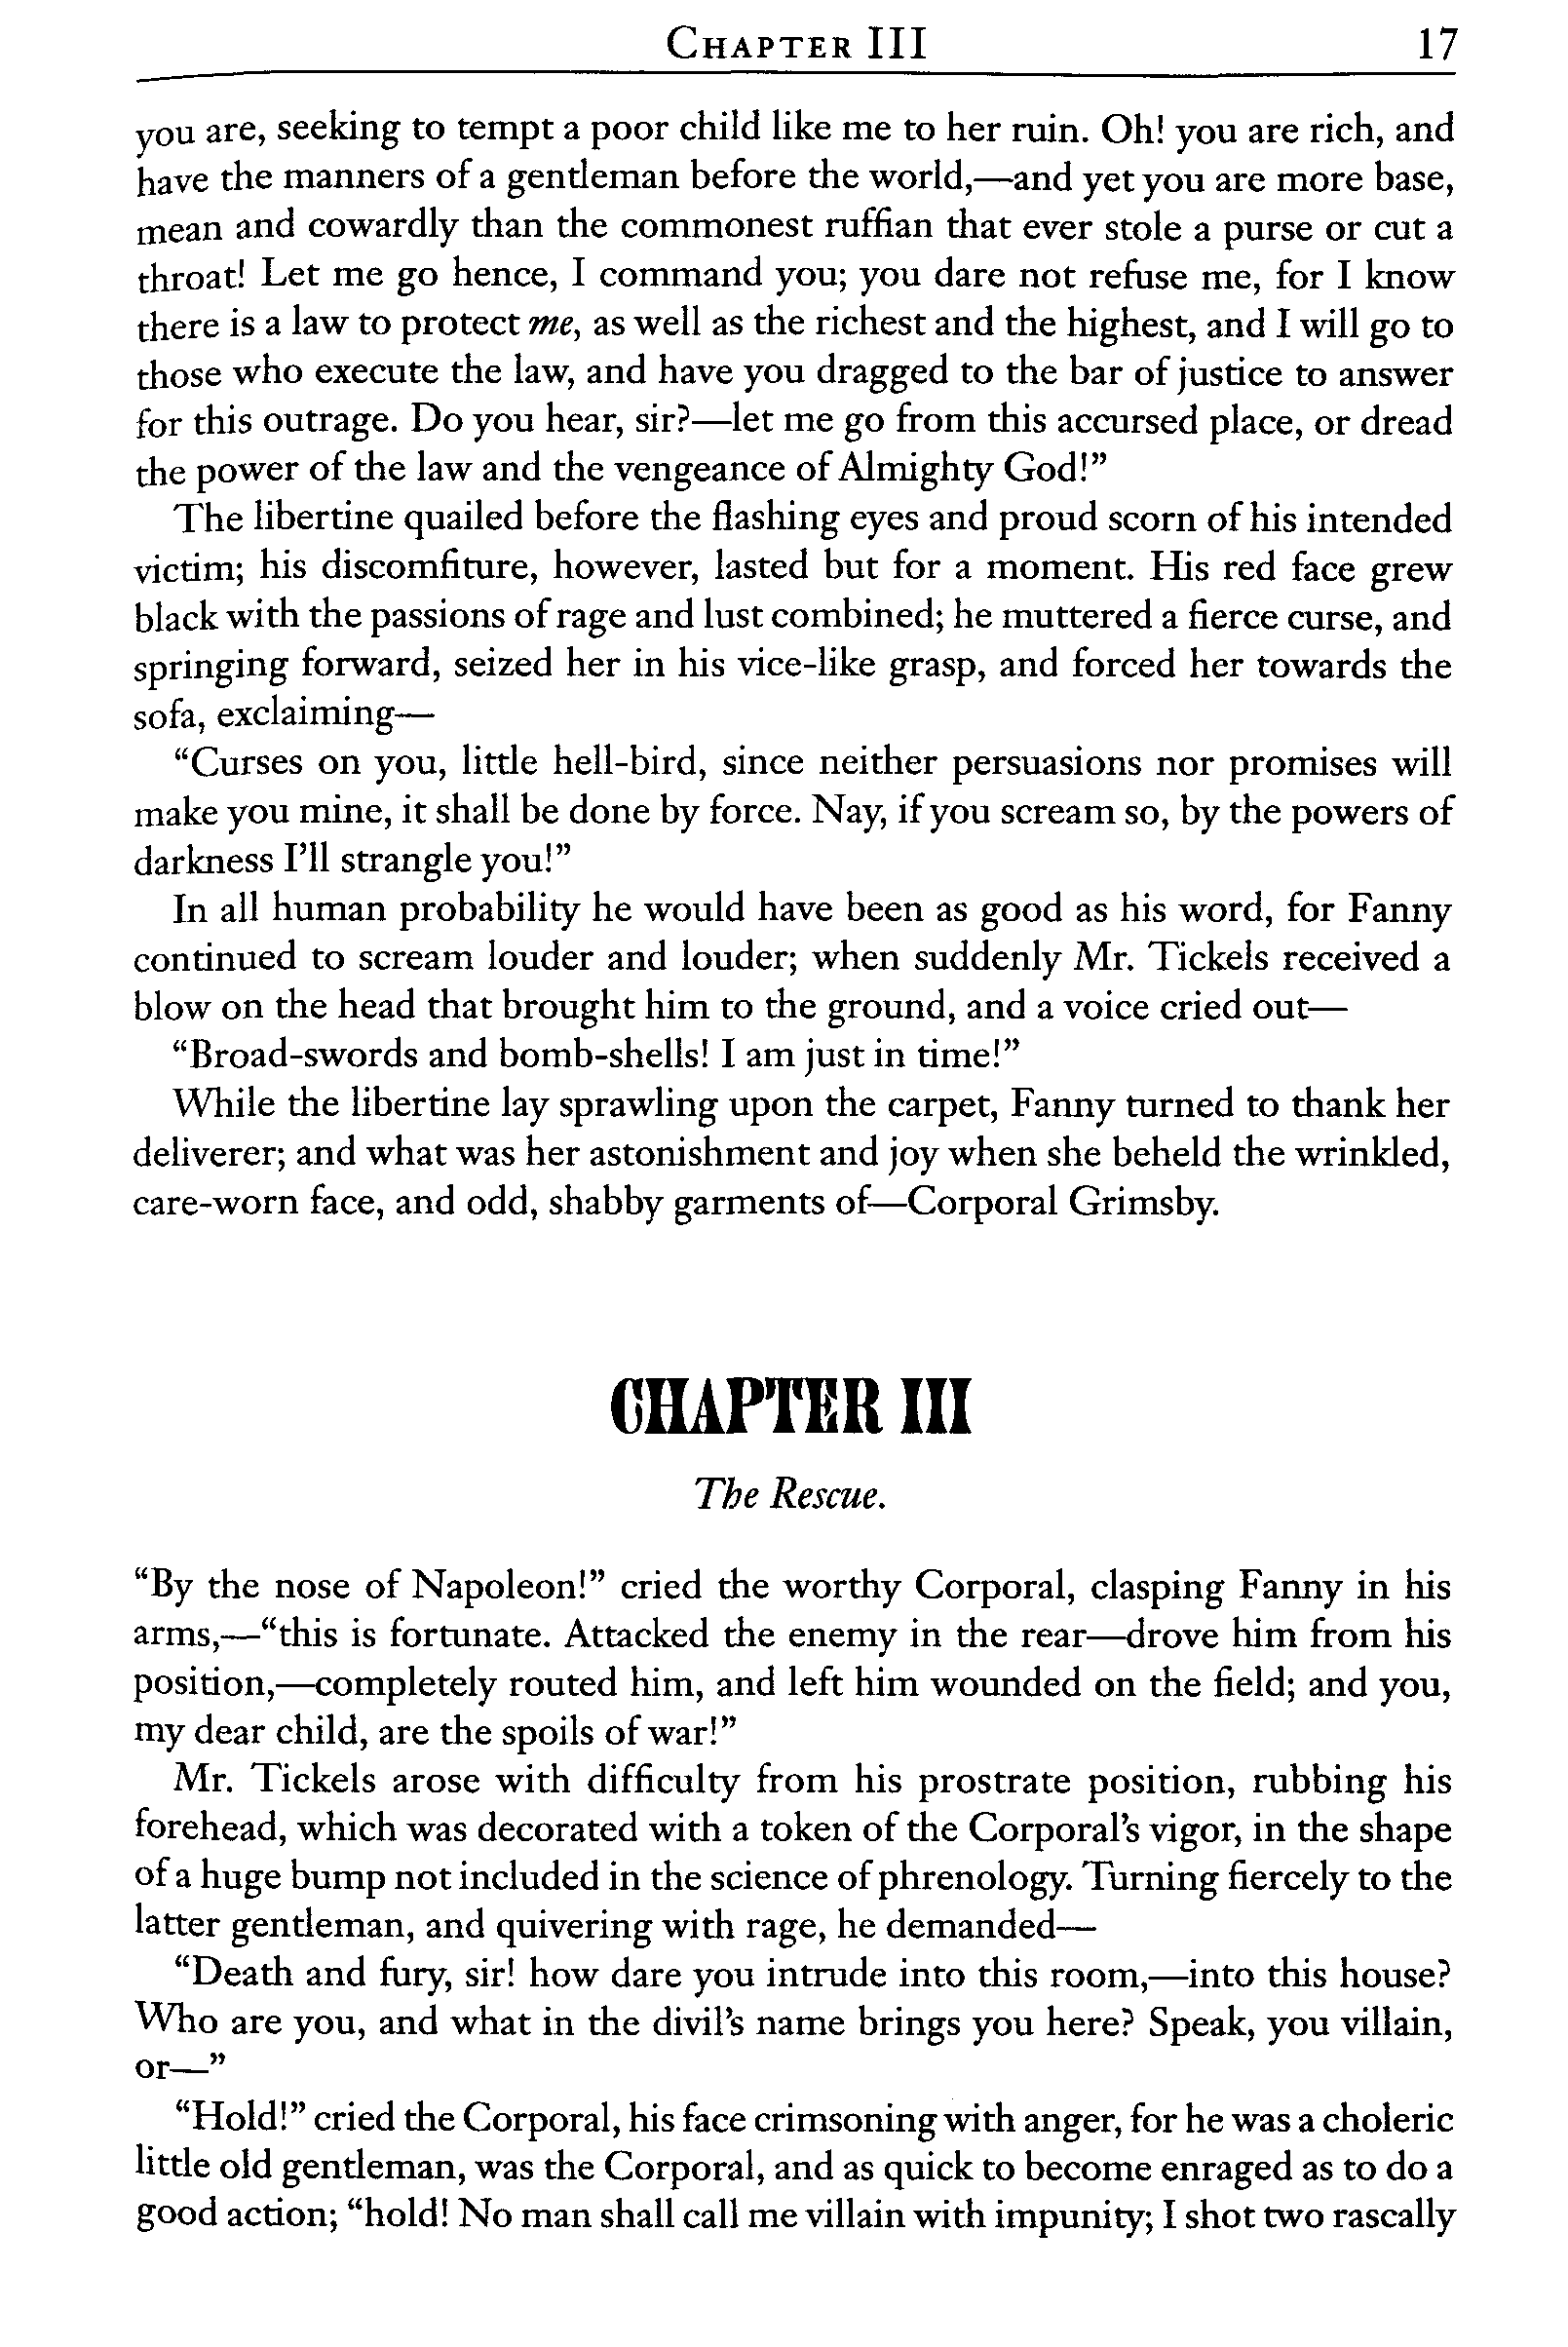 CHAPTER III 17
you are, seeking to tempt a poor child like me to her ruin. Oh! you are rich, and
have the manners of a gentleman before the world,—and yet you are more base,
mean and cowardly than the commonest ruffian that ever stole a purse or cut a
throat! Let me go hence, I command you; you dare not refuse me, for I know
there is a law to protect me, as well as the richest and the highest, and I will go to
those who execute the law, and have you dragged to the bar of justice to answer
for this outrage. Do you hear, sir?—let me go from this accursed place, or dread
the power of the law and the vengeance of Almighty God!”
The libertine quailed before the flashing eyes and proud scorn of his intended
victim; his discomfiture, however, lasted but for a moment. His red face grew
black with the passions of rage and lust combined; he muttered a fierce curse, and
springing forward, seized her in his vice-like grasp, and forced her towards the
sofa, exclaiming—
“Curses on you, little hell-bird, since neither persuasions nor promises will
make you mine, it shall be done by force. Nay, if you scream so, by the powers of
darkness I’ll strangle you!”
In all human probability he would have been as good as his word, for Fanny
continued to scream louder and louder; when suddenly Mr. Tickels received a
blow on the head that brought him to the ground, and a voice cried out—
“Broad-swords and bomb-shells! I am just in time!”
While the libertine lay sprawling upon the carpet, Fanny turned to thank her
deliverer; and what was her astonishment and joy when she beheld the wrinkled,
care-worn face, and odd, shabby garments of—Corporal Grimsby.
CHAPTER III
The Rescue.
“By the nose of Napoleon!” cried the worthy Corporal, clasping Fanny in his
arms,—“this is fortunate. Attacked the enemy in the rear—drove him from his
position,—completely routed him, and left him wounded on the field; and you,
my dear child, are the spoils of war!”
Mr. Tickels arose with difficulty from his prostrate position, rubbing his
forehead, which was decorated with a token of the Corporal’s vigor, in the shape
of a huge bump not included in the science of phrenology. Turning fiercely to the
latter gentleman, and quivering with rage, he demanded—
“Death and fury, sir! how dare you intrude into this room,—into this house?
Who are you, and what in the divil’s name brings you here? Speak, you villain,
or—”
“Hold!” cried the Corporal, his face crimsoning with anger, for he was a choleric
little old gentleman, was the Corporal, and as quick to become enraged as to do a
good action; “hold! No man shall call me villain with impunity; I shot two rascally